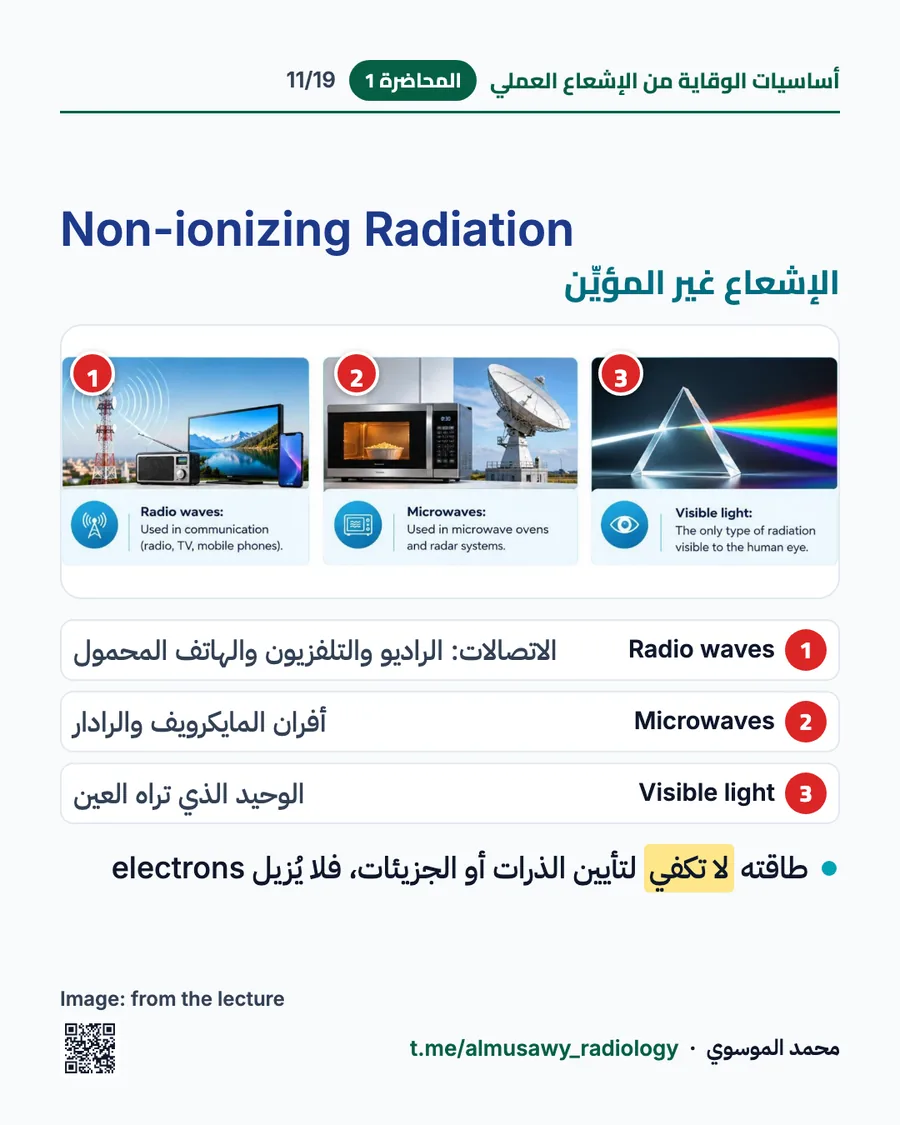 أساسيات الوقاية من الإشعاع العملي المحاضرة 1 11/19
Non-ionizing Radiation
الإشعاع غير المؤيِّن
1
2
3
Radio waves:
Used in communication
(radio, TV, mobile phones).
Microwaves:
Used in microwave ovens
and radar systems.
Visible light:
The only type of radiation
visible to the human eye.
1 Radio waves الاتصالات: الراديو والتلفزيون والهاتف المحمول
2 Microwaves أفران المايكرويف والرادار
3 Visible light الوحيد الذي تراه العين
طاقته لا تكفي لتأيين الذرات أو الجزيئات، فلا يُزيل electrons
Image: from the lecture
محمد الموسوي · t.me/almusawy_radiology